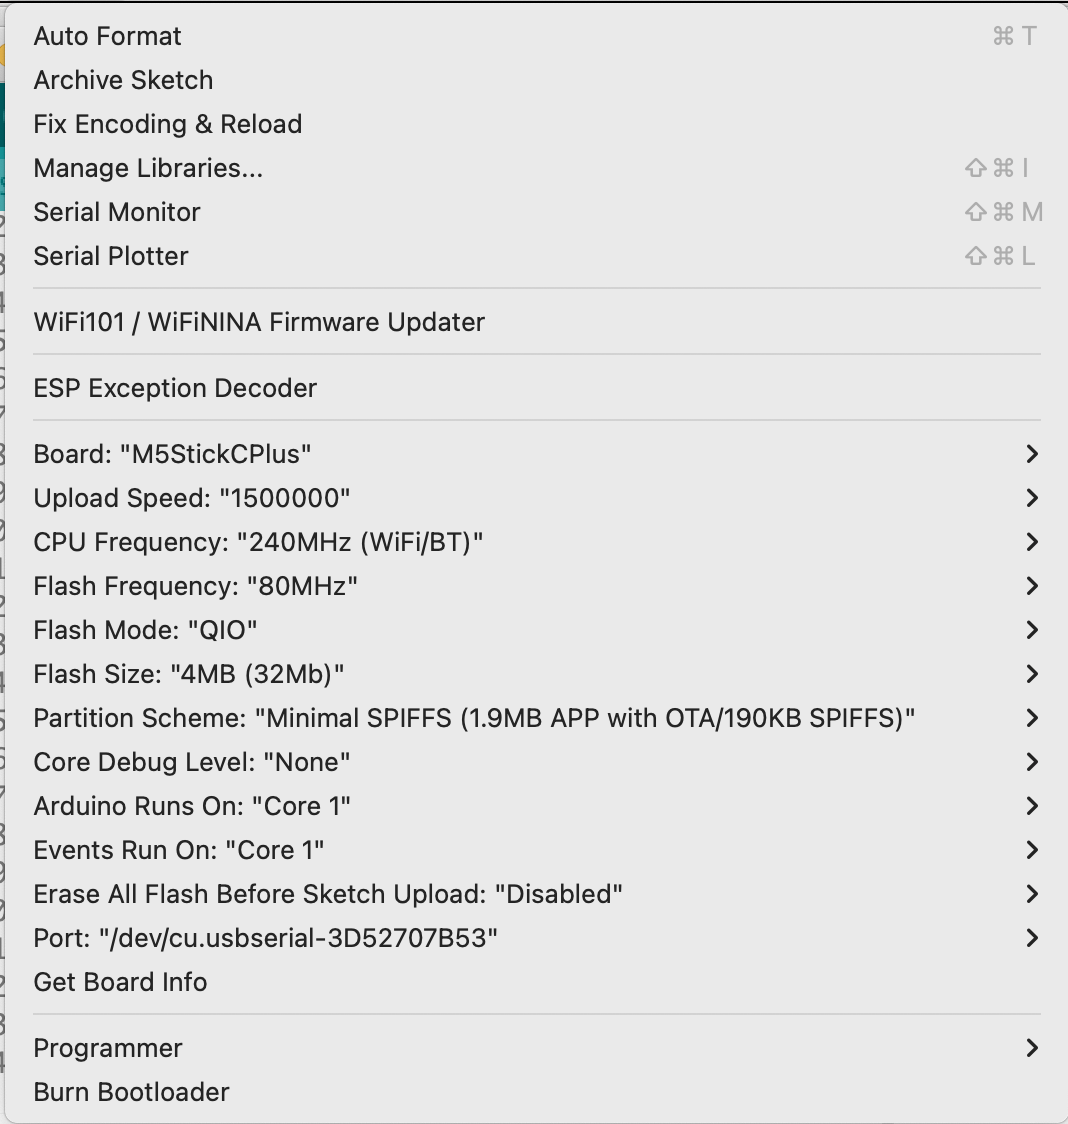 Auto Format ⌘ T
Archive Sketch
Fix Encoding & Reload
Manage Libraries... ⇧ ⌘ I
Serial Monitor ⇧ ⌘ M
Serial Plotter ⇧ ⌘ L
WiFi101 / WiFiNINA Firmware Updater
ESP Exception Decoder
Board: "M5StickCPlus"
Upload Speed: "1500000"
CPU Frequency: "240MHz (WiFi/BT)"
Flash Frequency: "80MHz"
Flash Mode: "QIO"
Flash Size: "4MB (32Mb)"
Partition Scheme: "Minimal SPIFFS (1.9MB APP with OTA/190KB SPIFFS)"
Core Debug Level: "None"
Arduino Runs On: "Core 1"
Events Run On: "Core 1"
Erase All Flash Before Sketch Upload: "Disabled"
Port: "/dev/cu.usbserial-3D52707B53"
Get Board Info
Programmer
Burn Bootloader